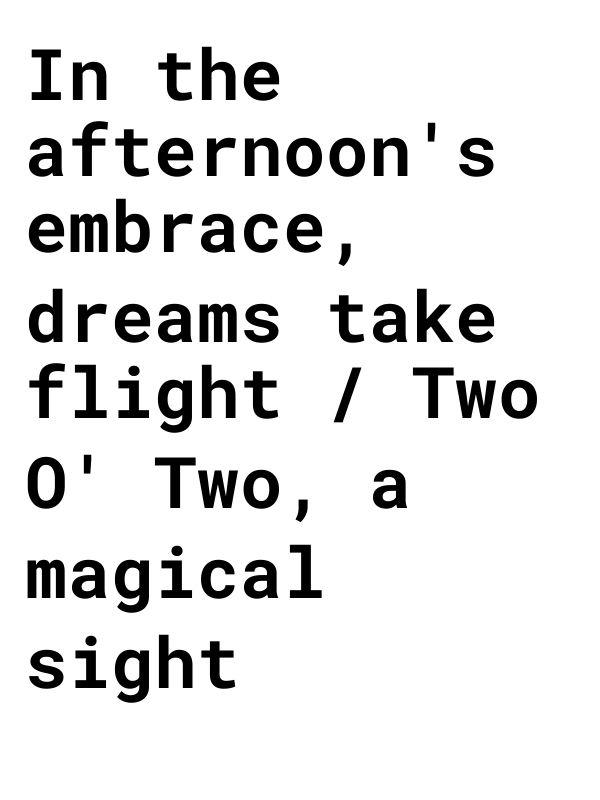 In the
afternoon's
embrace,
dreams take
flight / Two
O' Two, a
magical
sight